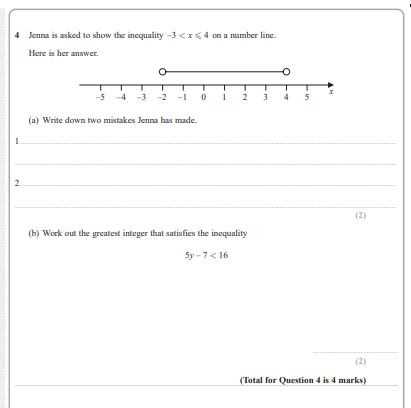 4 Jenna is asked to show the inequality −3 < x ⩽ 4 on a number line.
Here is her answer.
−5 −4 −3 −2 −1 0 1 2 3 4 5 x
(a) Write down two mistakes Jenna has made.
1
2
(2)
(b) Work out the greatest integer that satisfies the inequality
5y − 7 < 16
(2)
(Total for Question 4 is 4 marks)